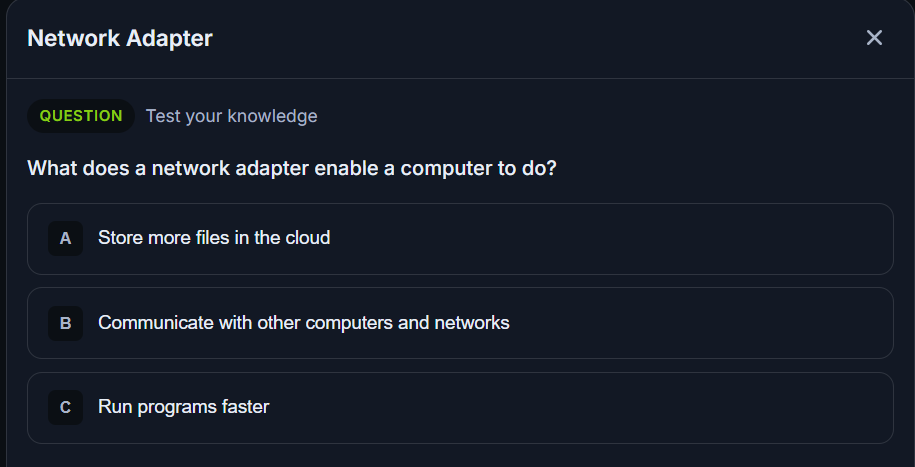 Network Adapter
QUESTION Test your knowledge
What does a network adapter enable a computer to do?
A Store more files in the cloud
B Communicate with other computers and networks
C Run programs faster